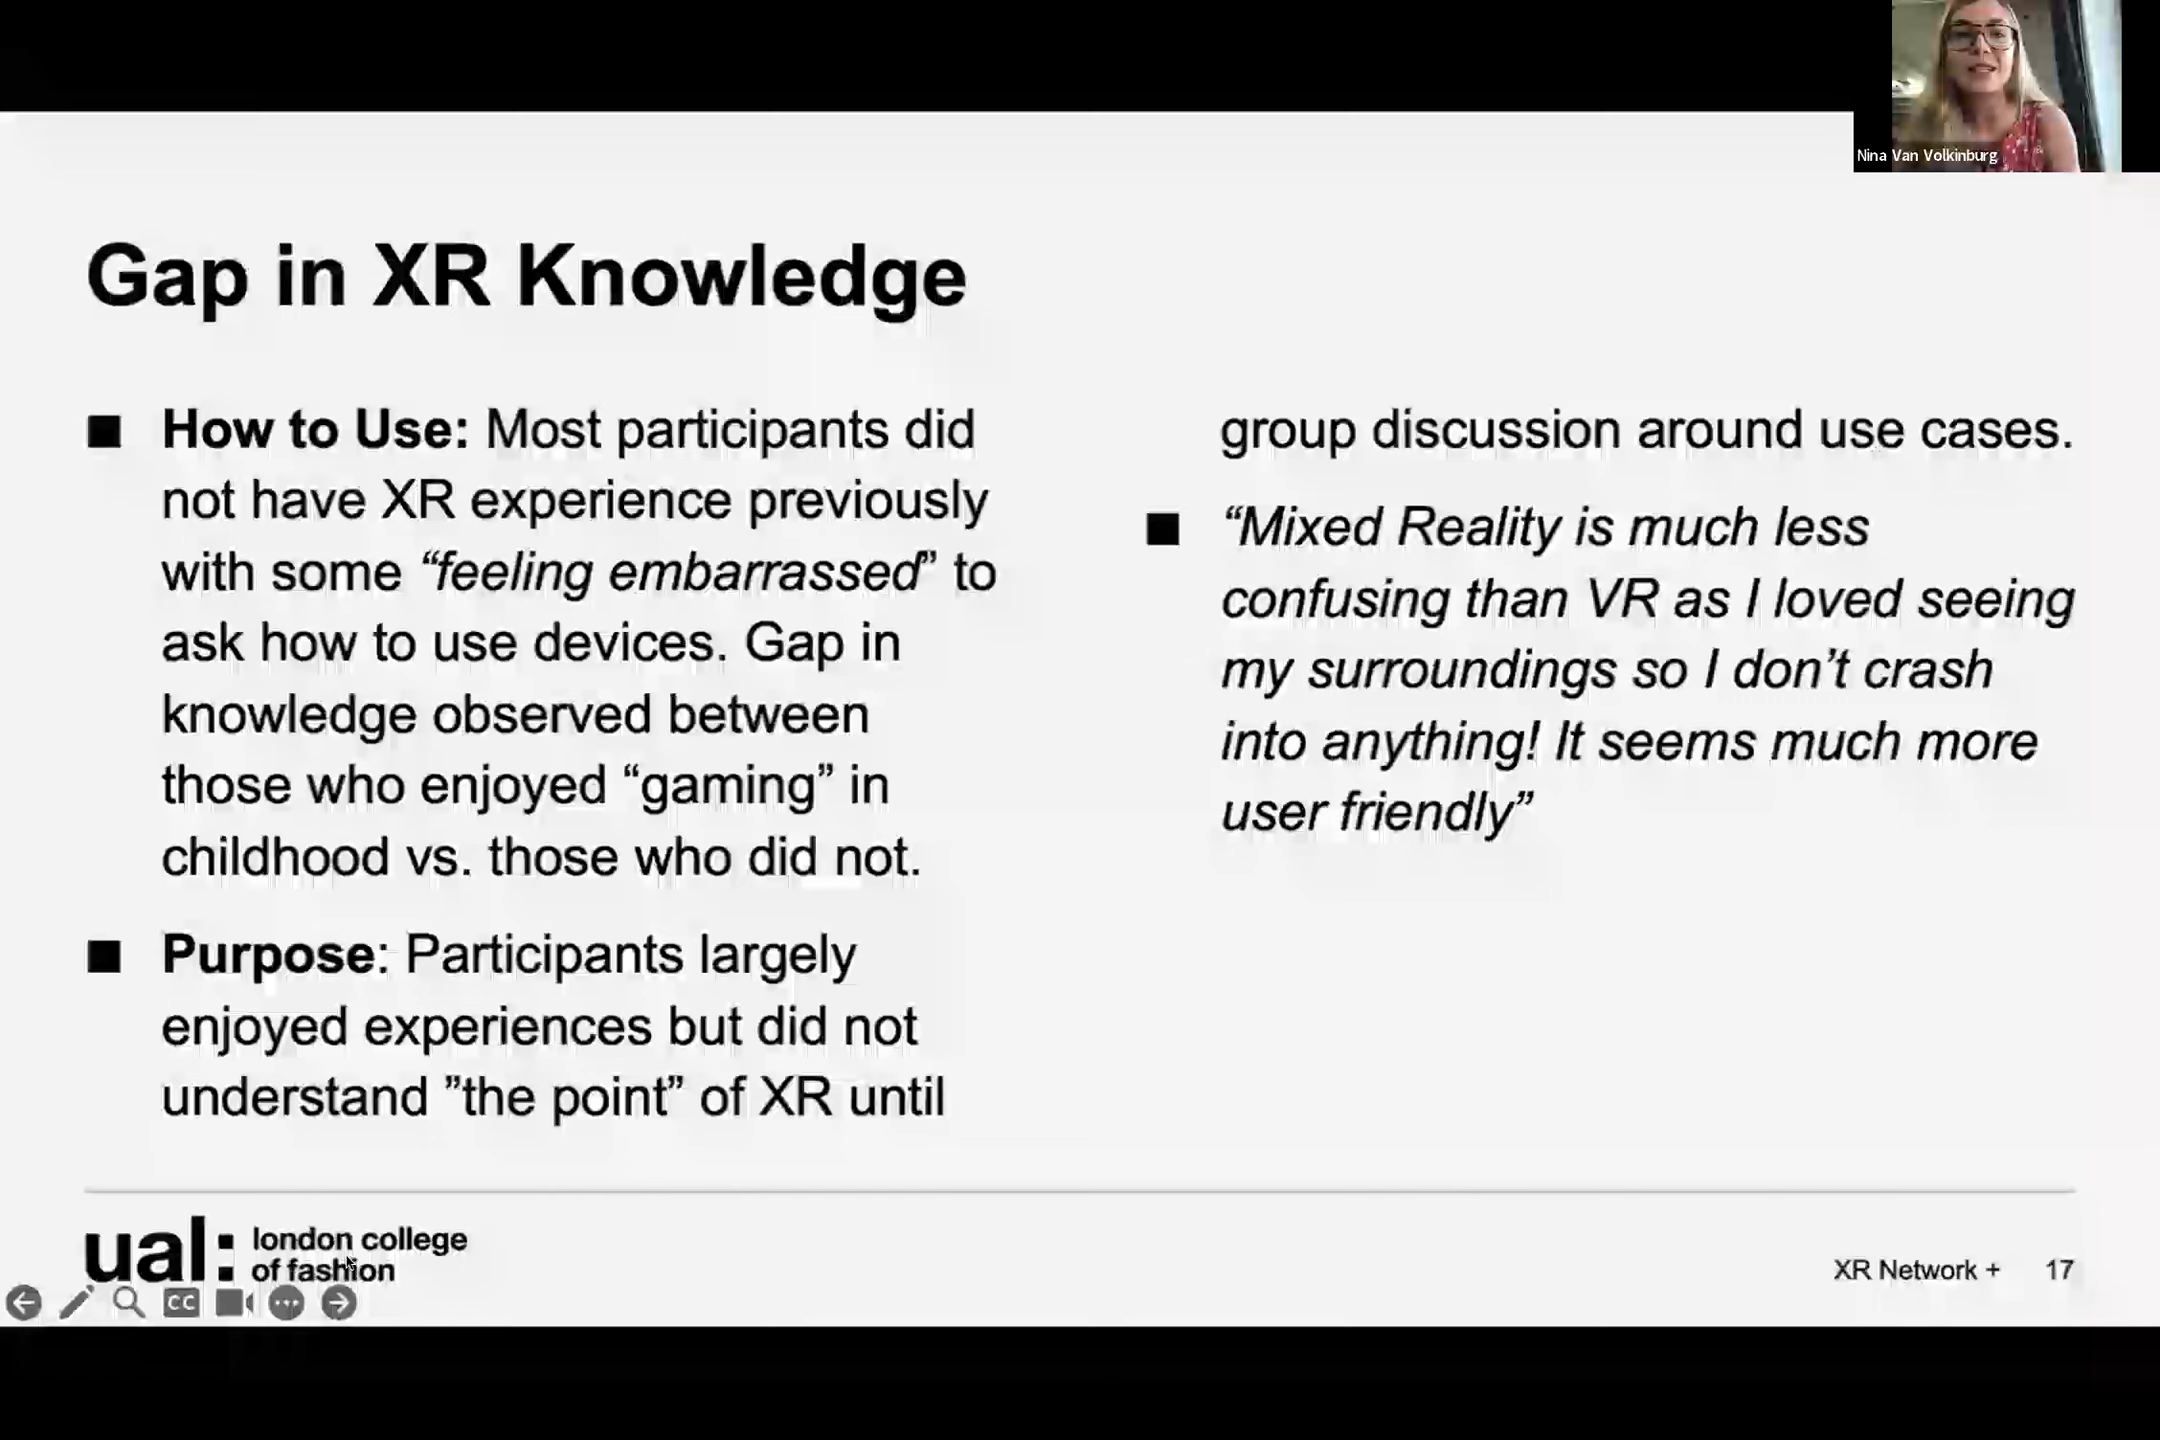 Nina Van Volkinburg
Gap in XR Knowledge
■ How to Use: Most participants did
not have XR experience previously
with some “feeling embarrassed” to
ask how to use devices. Gap in
knowledge observed between
those who enjoyed “gaming” in
childhood vs. those who did not.
■ Purpose: Participants largely
enjoyed experiences but did not
understand ”the point” of XR until
group discussion around use cases.
■ “Mixed Reality is much less
confusing than VR as I loved seeing
my surroundings so I don’t crash
into anything! It seems much more
user friendly”
ual: london college
of fashion
XR Network + 17
CC